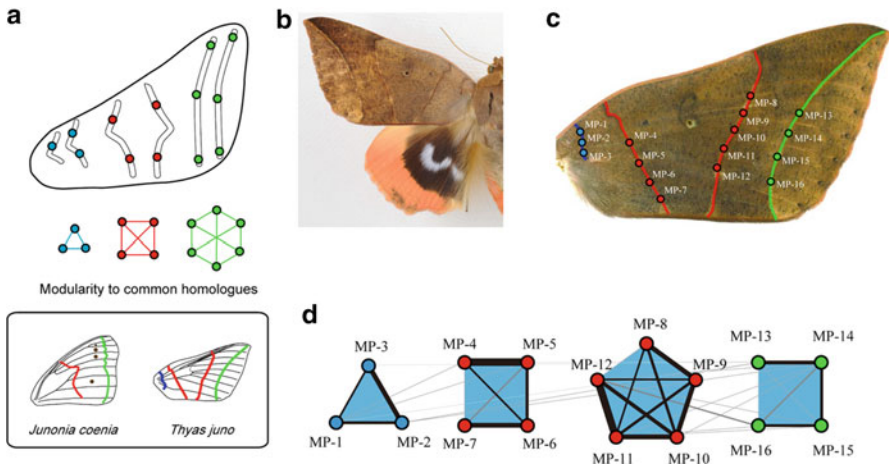 a
Modularity to common homologues
Junonia coenia
Thyas juno
b
c
MP-1
MP-2
MP-3
MP-4
MP-5
MP-6
MP-7
MP-8
MP-9
MP-10
MP-11
MP-12
MP-13
MP-14
MP-15
MP-16
d
MP-3
MP-1
MP-2
MP-4
MP-5
MP-7
MP-6
MP-8
MP-12
MP-9
MP-11
MP-10
MP-13
MP-14
MP-16
MP-15